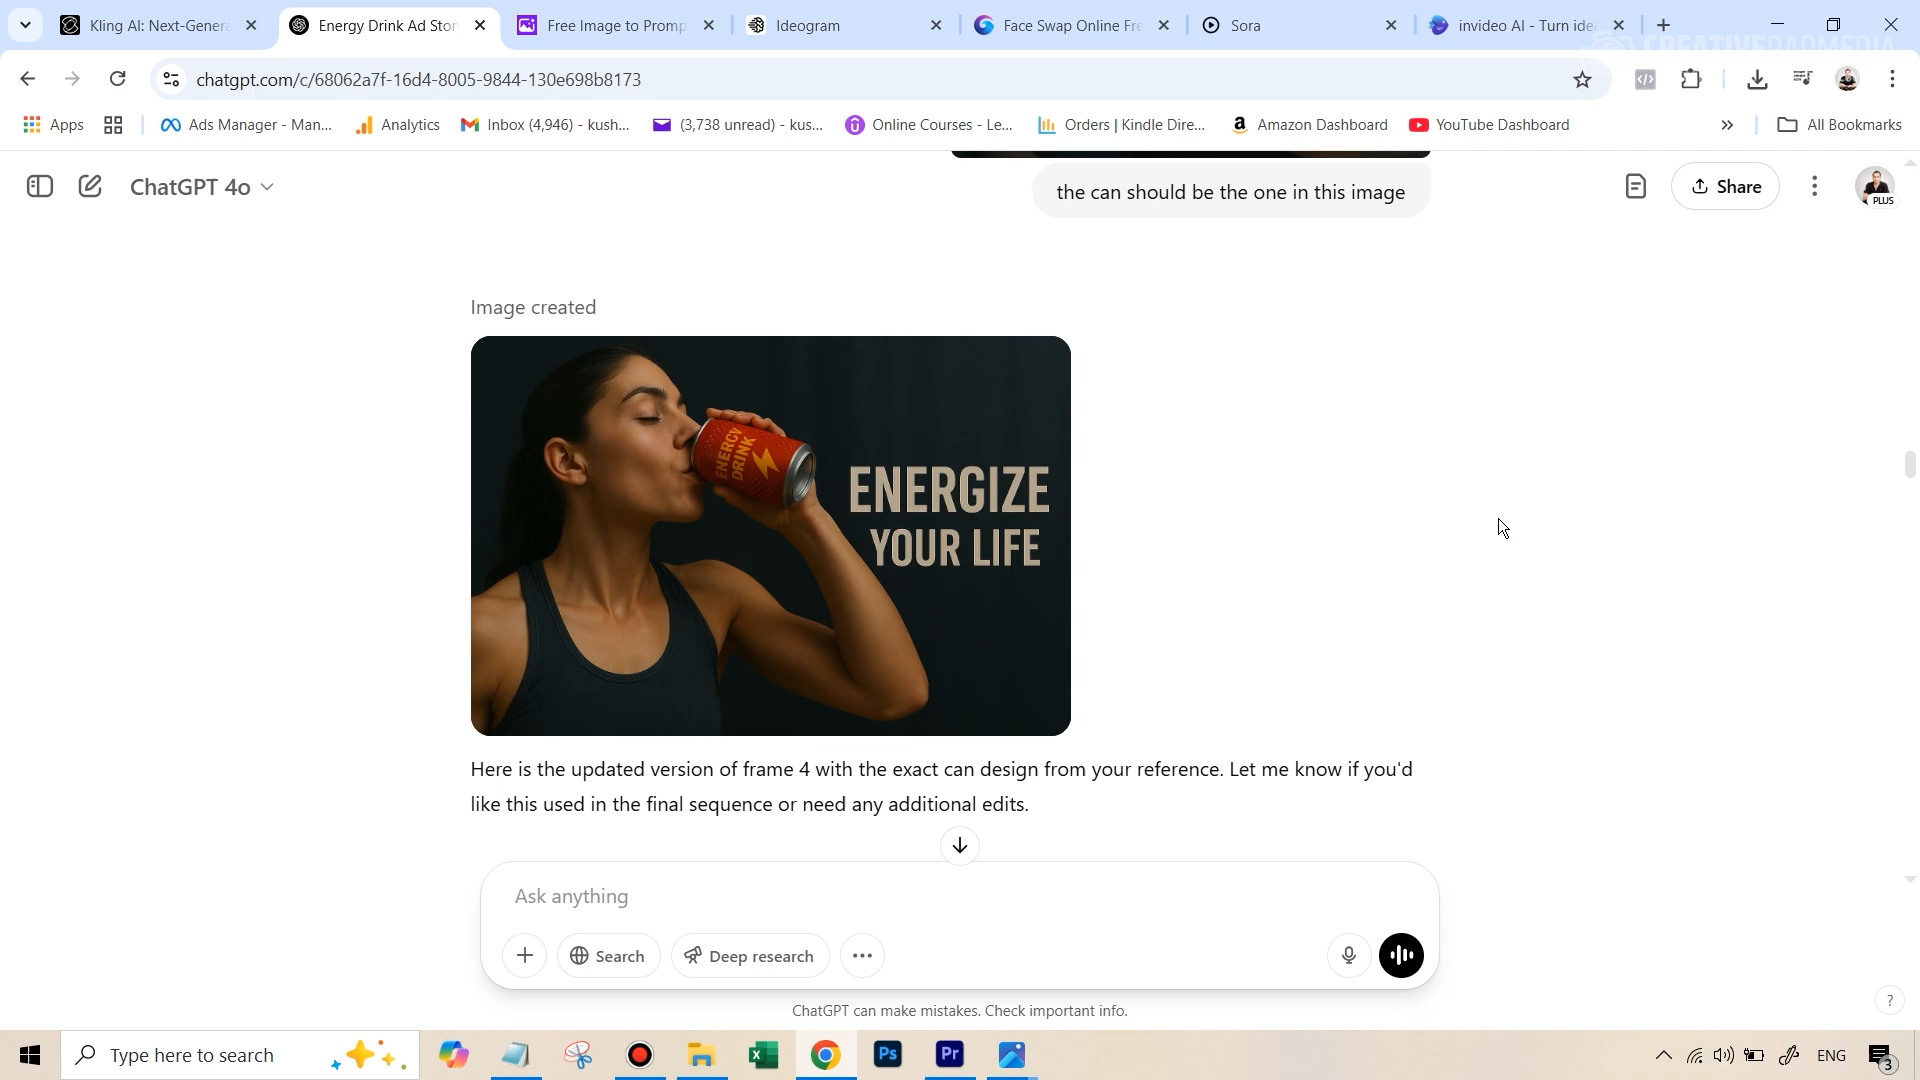 Kling AI: Next-Genera
Energy Drink Ad Stor
Free Image to Promp
Ideogram
Face Swap Online Fre
Sora
invideo AI - Turn idea
CREATIVEDADMEDIA
chatgpt.com/c/68062a7f-16d4-8005-9844-130e698b8173
Apps
Ads Manager - Man...
Analytics
Inbox (4,946) - kush...
(3,738 unread) - kus...
Online Courses - Le...
Orders | Kindle Dire...
Amazon Dashboard
YouTube Dashboard
»
All Bookmarks
ChatGPT 4o
the can should be the one in this image
Share
PLUS
Image created
ENERGY
DRINK
ENERGIZE
YOUR LIFE
Here is the updated version of frame 4 with the exact can design from your reference. Let me know if you'd
like this used in the final sequence or need any additional edits.
Ask anything
Search
Deep research
ChatGPT can make mistakes. Check important info.
?
Type here to search
Ps
Pr
ENG
3